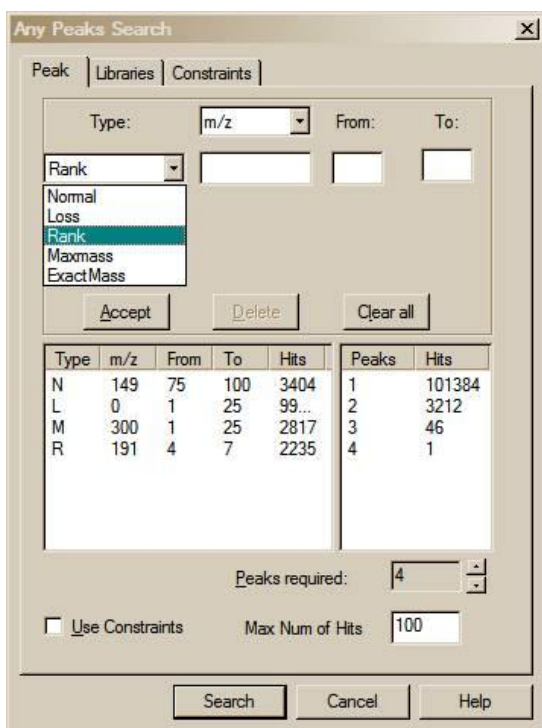 Any Peaks Search
Peak Libraries Constraints
Type: m/z From: To:
Rank
Normal
Loss
Rank
Maxmass
ExactMass
Accept Delete Clear all
Type m/z From To Hits Peaks Hits
N 149 75 100 3404 1 101384
L 0 1 25 99... 2 3212
M 300 1 25 2817 3 46
R 191 4 7 2235 4 1
Peaks required: 4
Use Constraints Max Num of Hits 100
Search Cancel Help